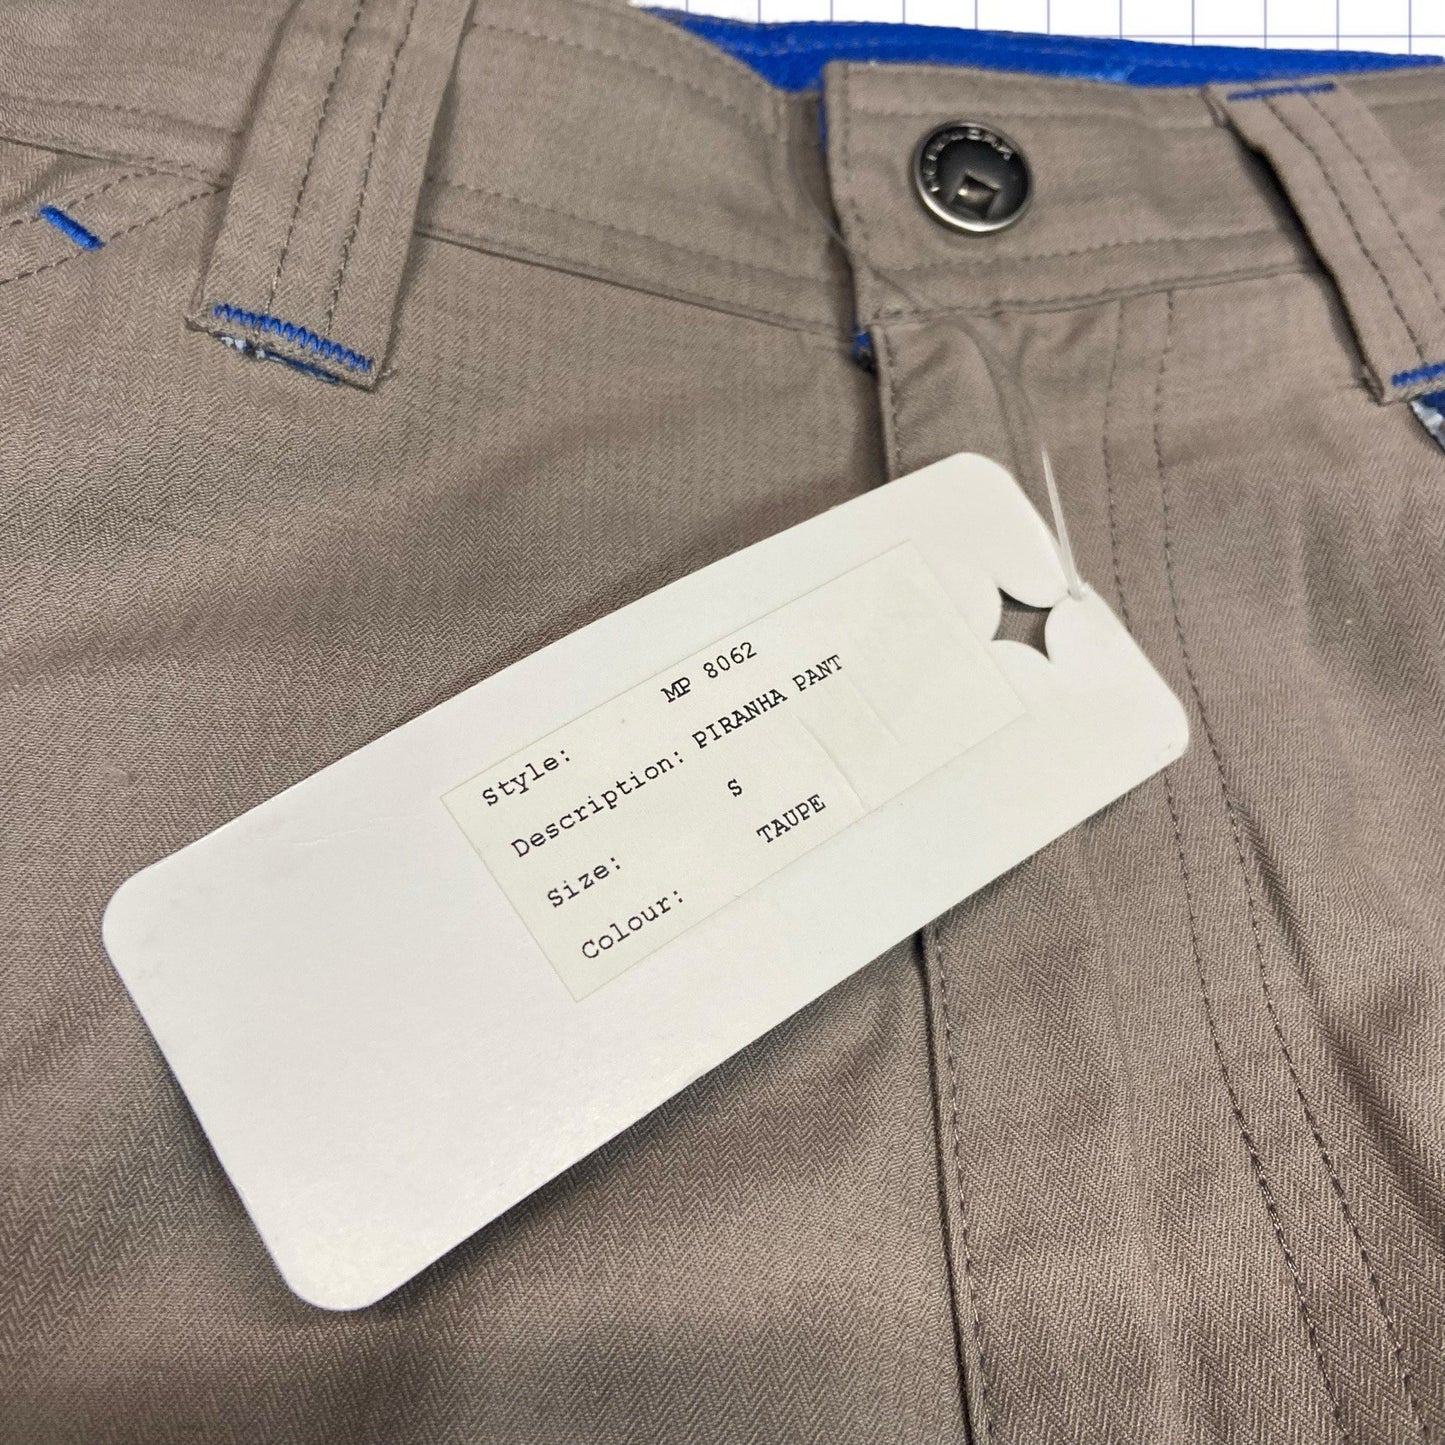 Style: MP 8062
Description: PIRANHA PANT
Size: S
Colour: TAUPE